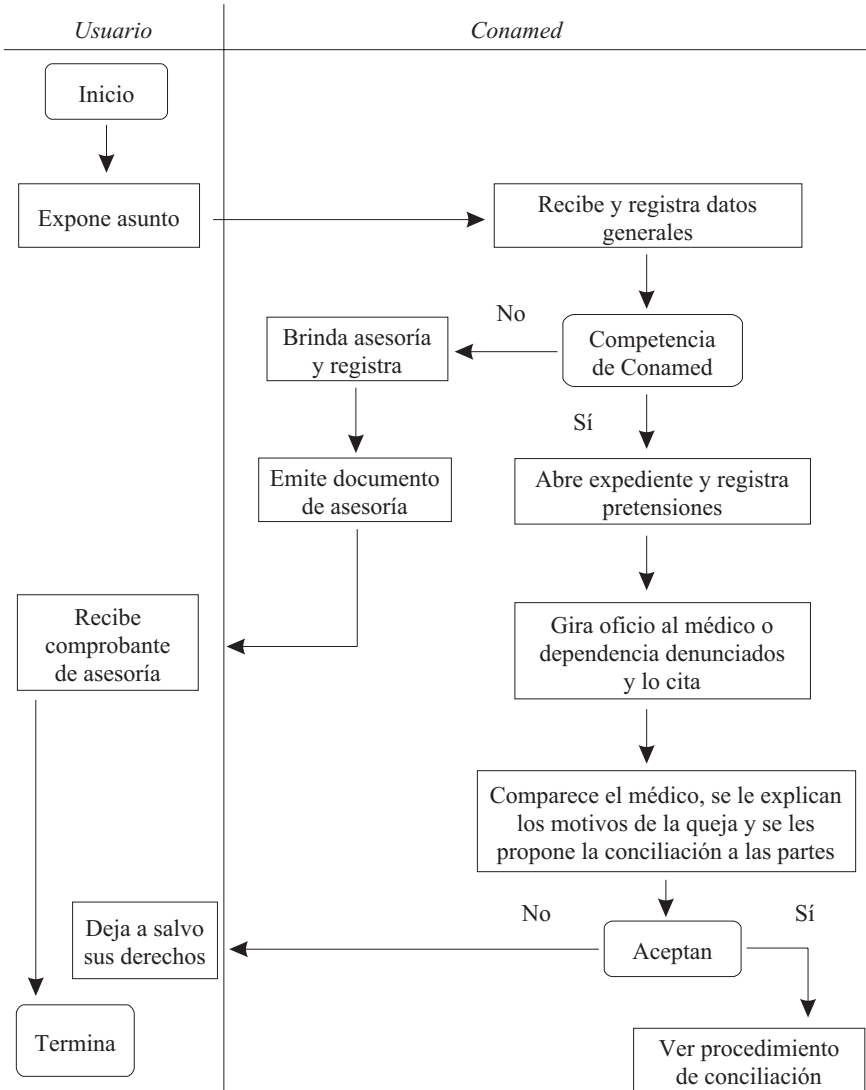 Usuario
Conamed
Inicio
Expone asunto
Recibe y registra datos
generales
No
Brinda asesoría
y registra
Competencia
de Conamed
Sí
Emite documento
de asesoría
Abre expediente y registra
pretensiones
Recibe
comprobante
de asesoría
Gira oficio al médico o
dependencia denunciados
y lo cita
Comparece el médico, se le explican
los motivos de la queja y se les
propone la conciliación a las partes
No
Sí
Deja a salvo
sus derechos
Aceptan
Termina
Ver procedimiento
de conciliación